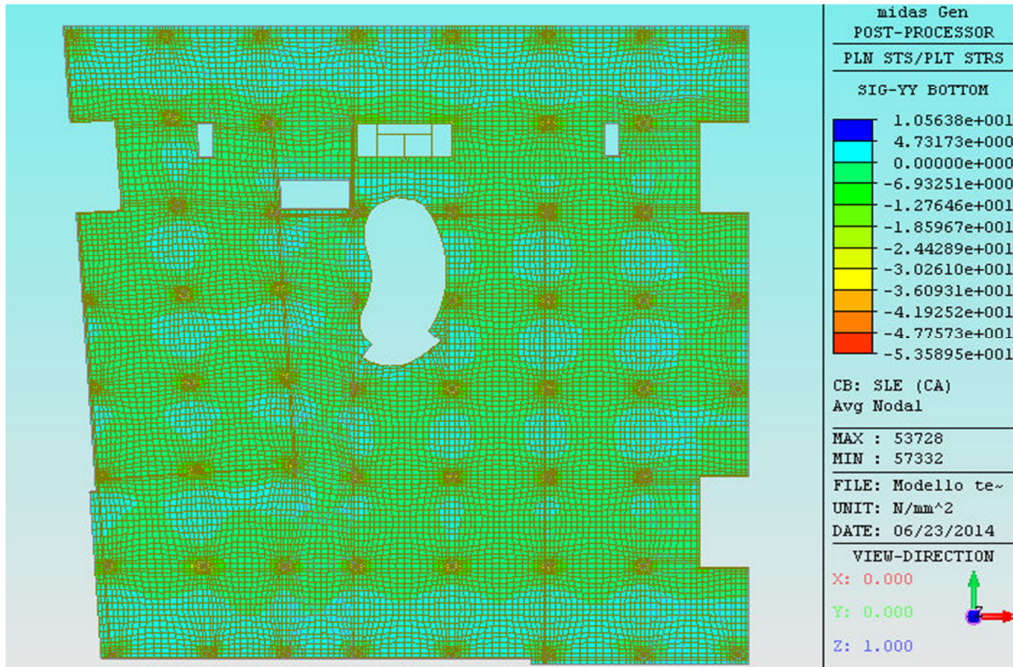 midas Gen
POST-PROCESSOR
PLN STS/PLT STRS
SIG-YY BOTTOM
1.05638e+001
4.73173e+000
0.00000e+000
-6.93251e+000
-1.27646e+001
-1.85967e+001
-2.44289e+001
-3.02610e+001
-3.60931e+001
-4.19252e+001
-4.77573e+001
-5.35895e+001
CB: SLE (CA)
Avg Nodal
MAX : 53728
MIN : 57332
FILE: Modello te~
UNIT: N/mm^2
DATE: 06/23/2014
VIEW-DIRECTION
X: 0.000
Y: 0.000
Z: 1.000
Z